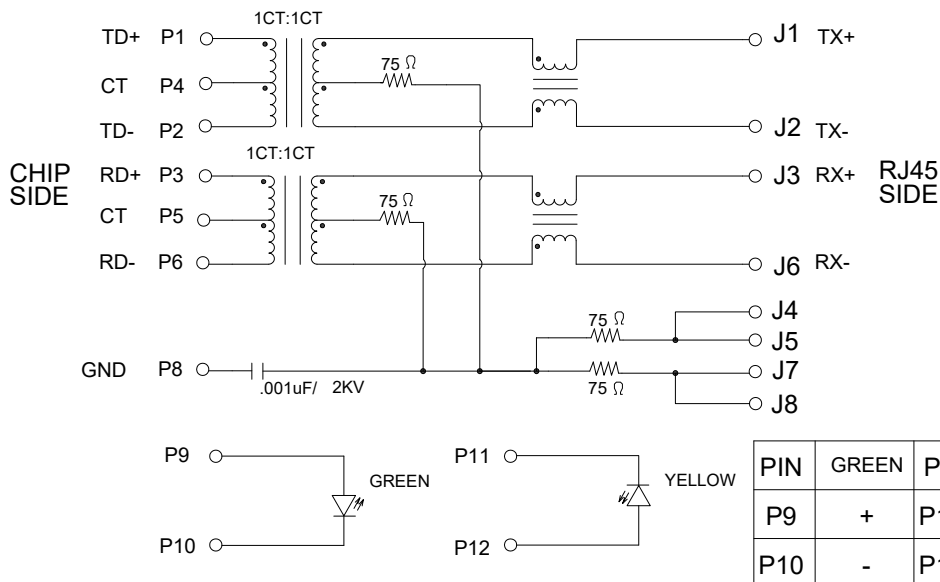 1CT:1CT
TD+ P1
J1 TX+
75 Ω
CT P4
TD- P2
J2 TX-
1CT:1CT
CHIP
SIDE
RD+ P3
J3 RX+
RJ45
SIDE
75 Ω
CT P5
RD- P6
J6 RX-
J4
75 Ω
J5
GND P8
.001uF/ 2KV
75 Ω
J7
J8
P9
GREEN
P10
P11
YELLOW
P12
PIN GREEN
P9 +
P10 -